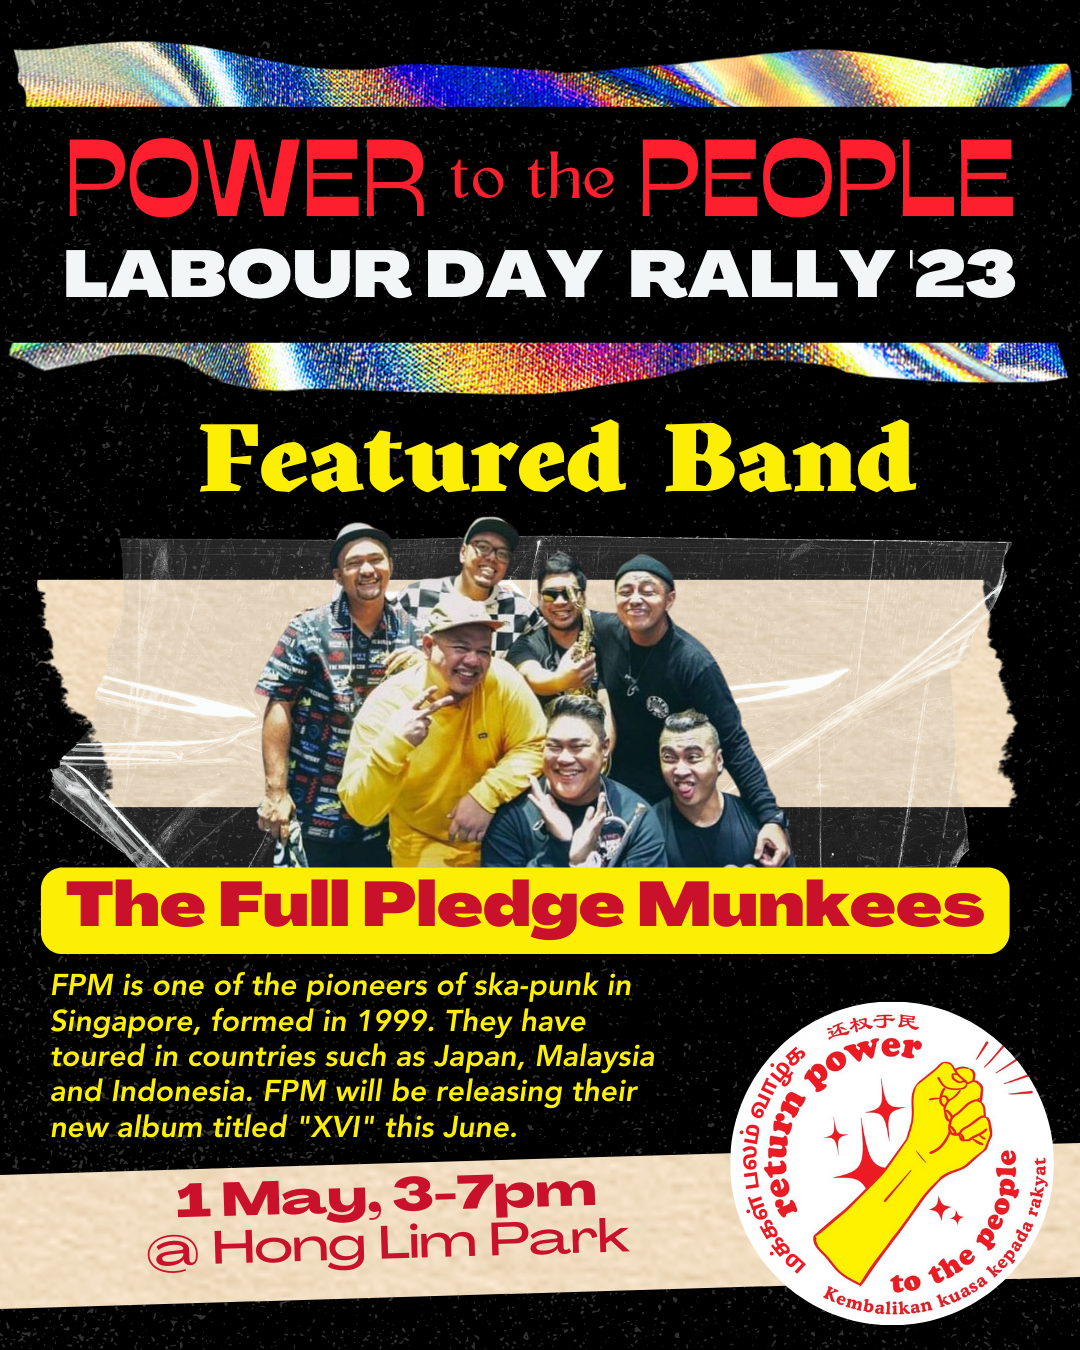 POWER to the PEOPLE
LABOUR DAY RALLY '23
Featured Band
The Full Pledge Munkees
FPM is one of the pioneers of ska-punk in
Singapore, formed in 1999. They have
toured in countries such as Japan, Malaysia
and Indonesia. FPM will be releasing their
new album titled "XVI" this June.
1 May, 3-7pm
@ Hong Lim Park
还权于民
மக்கள் பலம் வாழ்க
return power
to the people
Kembalikan kuasa kepada rakyat